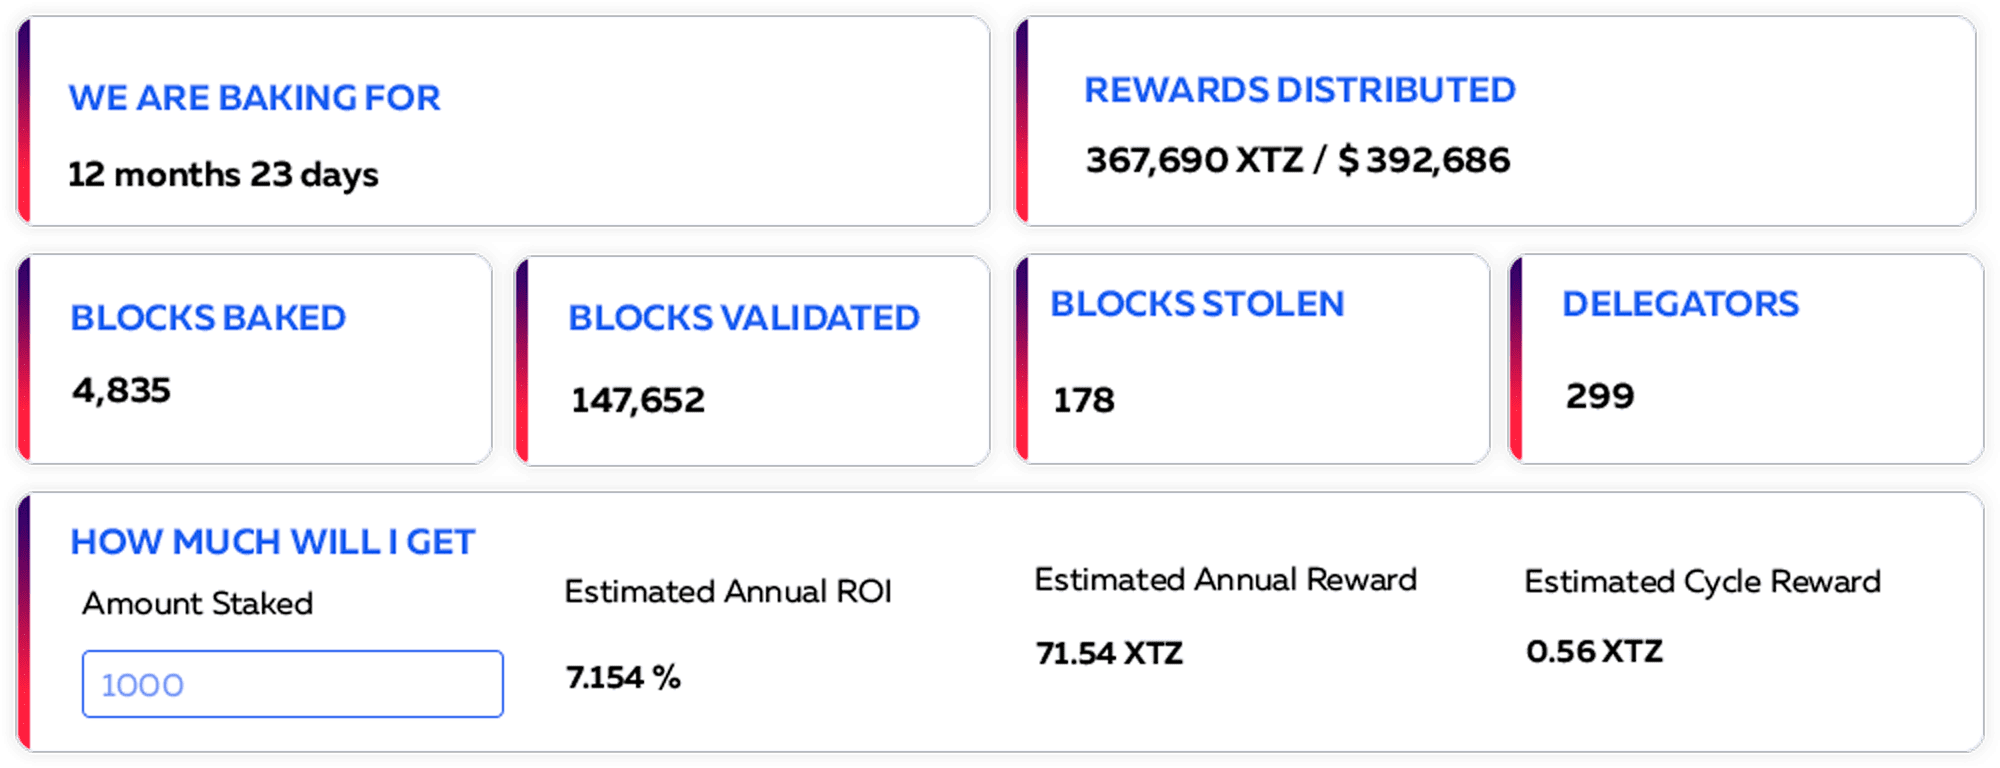 WE ARE BAKING FOR
12 months 23 days
REWARDS DISTRIBUTED
367,690 XTZ / $ 392,686
BLOCKS BAKED
4,835
BLOCKS VALIDATED
147,652
BLOCKS STOLEN
178
DELEGATORS
299
HOW MUCH WILL I GET
Amount Staked
1000
Estimated Annual ROI
7.154 %
Estimated Annual Reward
71.54 XTZ
Estimated Cycle Reward
0.56 XTZ